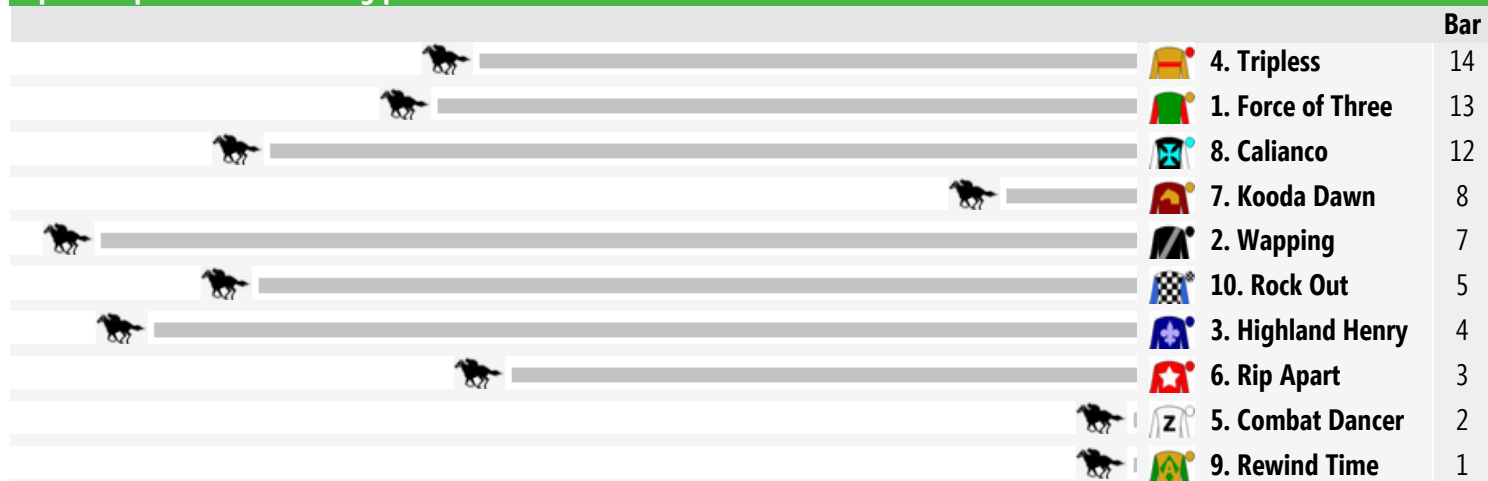 Bar
4. Tripless 14
1. Force of Three 13
8. Calianco 12
7. Kooda Dawn 8
2. Wapping 7
10. Rock Out 5
3. Highland Henry 4
6. Rip Apart 3
Z 5. Combat Dancer 2
A 9. Rewind Time 1